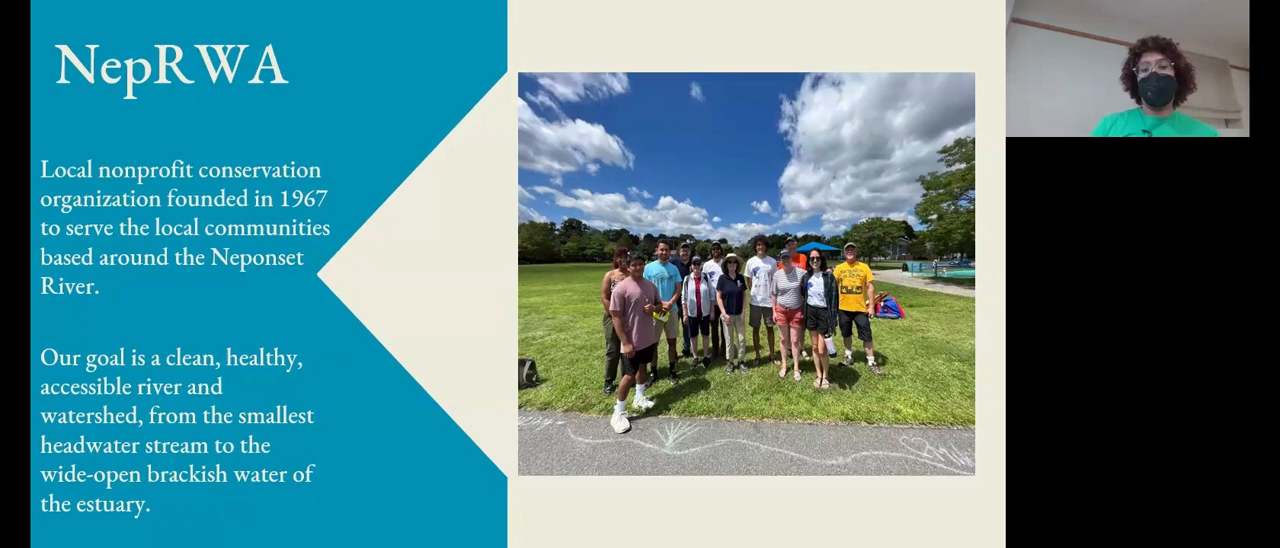 NepRWA
Local nonprofit conservation
organization founded in 1967
to serve the local communities
based around the Neponset
River.
Our goal is a clean, healthy,
accessible river and
watershed, from the smallest
headwater stream to the
wide-open brackish water of
the estuary.